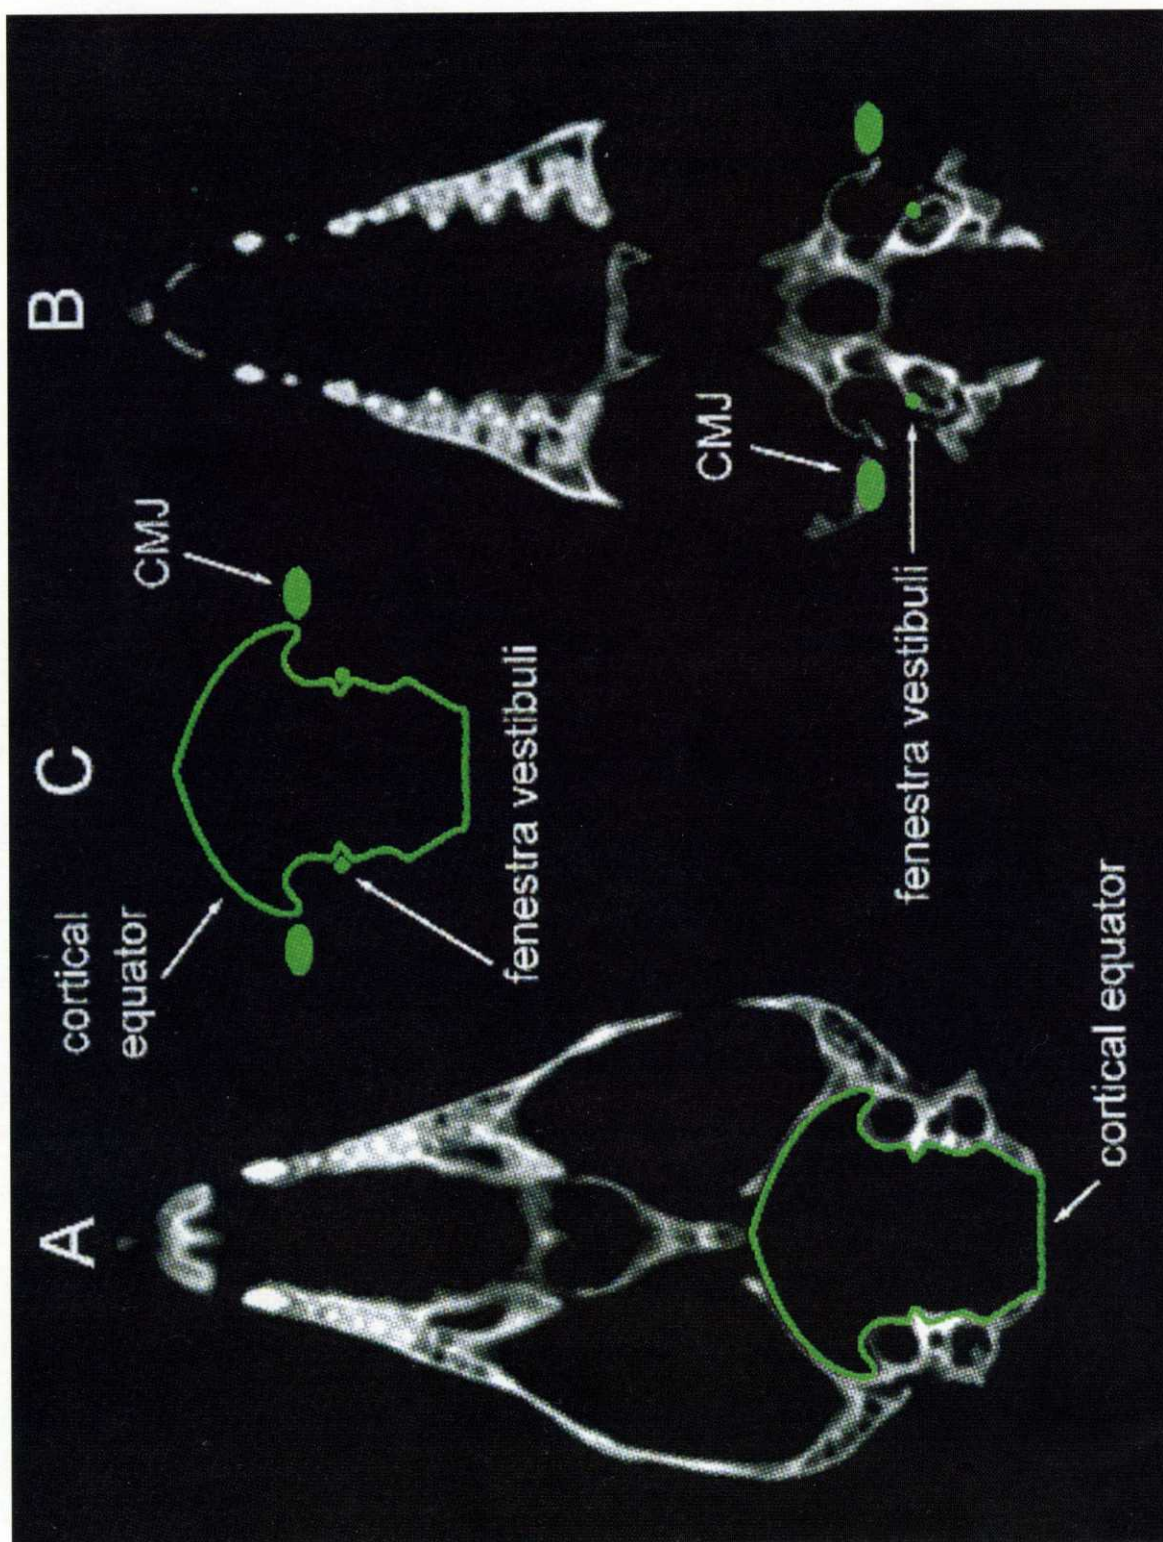 A
C
B
cortical
equator
CMJ
fenestra vestibuli
CMJ
fenestra vestibuli
cortical equator